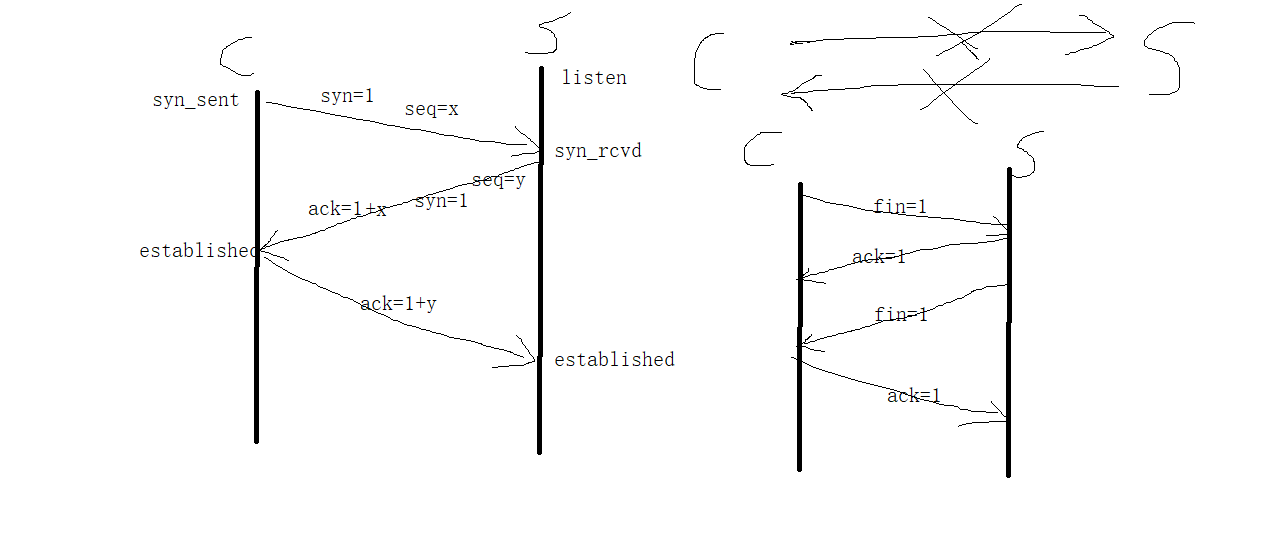 C
S
listen
syn_sent
syn=1
seq=x
syn_rcvd
seq=y
syn=1
ack=1+x
established
ack=1+y
established
C
S
C
S
fin=1
ack=1
fin=1
ack=1